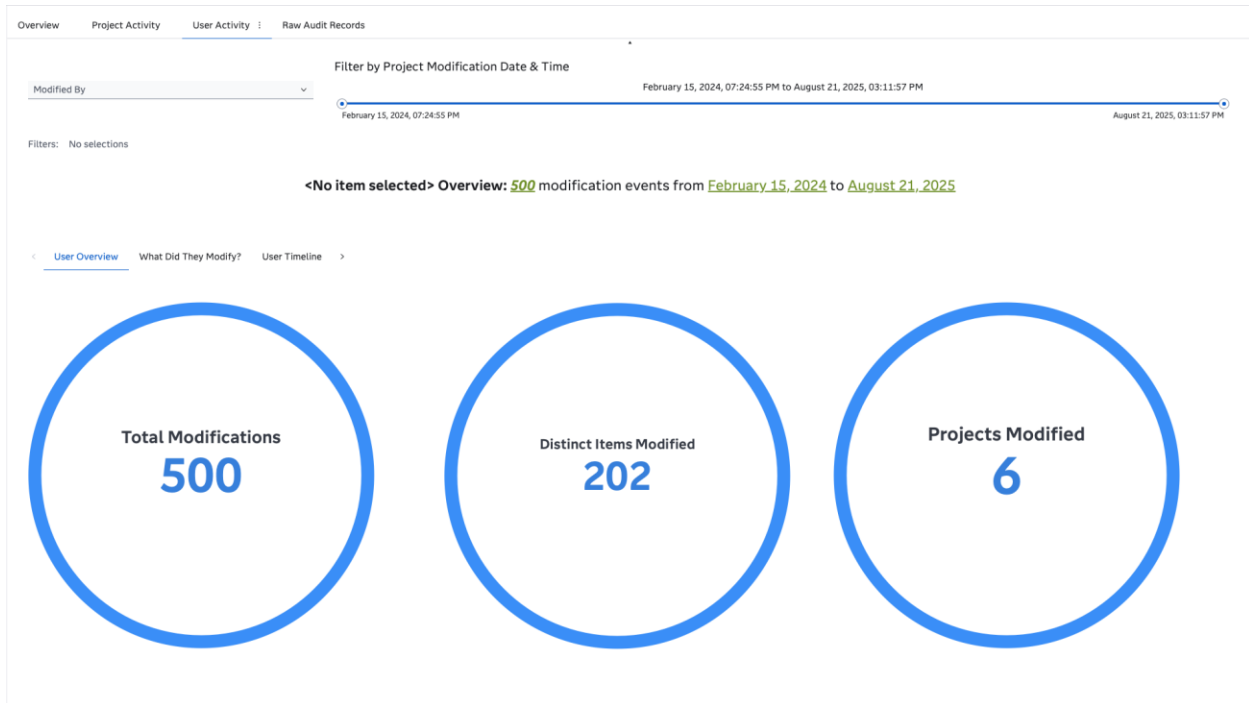 Overview Project Activity User Activity Raw Audit Records
Filter by Project Modification Date & Time
Modified By
February 15, 2024, 07:24:55 PM to August 21, 2025, 03:11:57 PM
February 15, 2024, 07:24:55 PM August 21, 2025, 03:11:57 PM
Filters: No selections
<No item selected> Overview: 500 modification events from February 15, 2024 to August 21, 2025
User Overview What Did They Modify? User Timeline
Total Modifications
500
Distinct Items Modified
202
Projects Modified
6